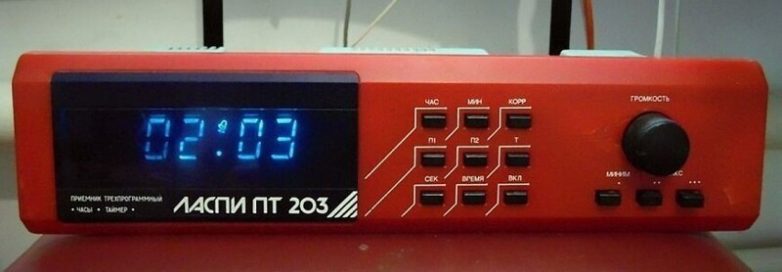 02:03
ПРИЕМНИК ТРЕХПРОГРАММНЫЙ
• ЧАСЫ • ТАЙМЕР •
ЛАСПИ ПТ 203
ЧАС МИН КОРР
П1 П2 Т
СЕК ВРЕМЯ ВКЛ
ГРОМКОСТЬ